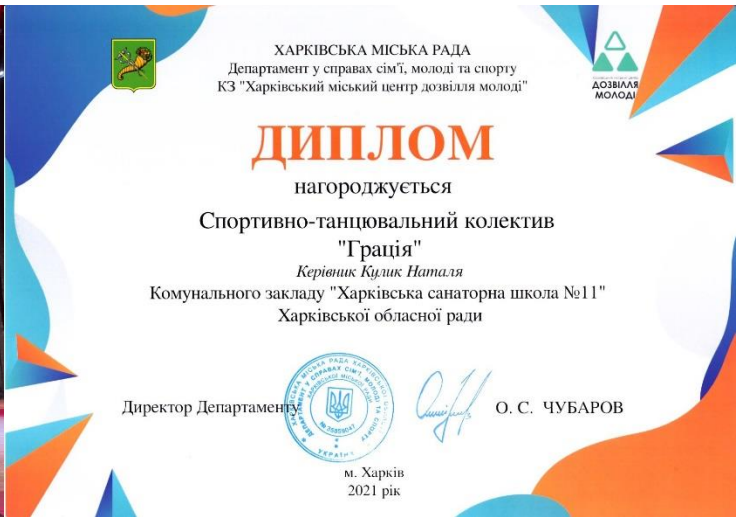 ХАРКІВСЬКА МІСЬКА РАДА
Департамент у справах сім'ї, молоді та спорту
КЗ "Харківський міський центр дозвілля молоді"
ДОЗВІЛЛЯ
МОЛОДІ
ДИПЛОМ
нагороджується
Спортивно-танцювальний колектив
"Грація"
Керівник Кулик Наталя
Комунального закладу "Харківська санаторна школа №11"
Харківської обласної ради
Директор Департаменту
О. С. ЧУБАРОВ
УКРАЇНА
м. Харків
2021 рік